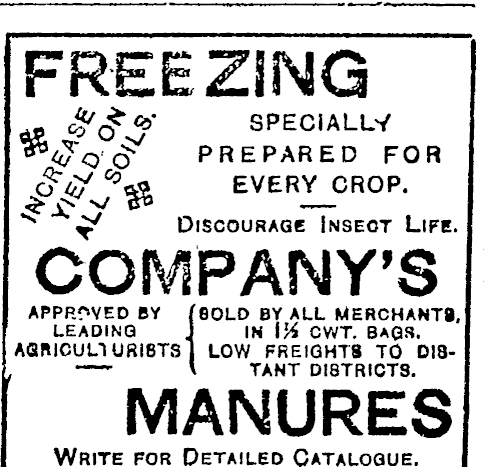 FREEZING
INCREASE
YIELD ON
ALL SOILS.
SPECIALLY
PREPARED FOR
EVERY CROP.
DISCOURAGE INSECT LIFE.
COMPANY'S
APPROVED BY
LEADING
AGRICULTURISTS
SOLD BY ALL MERCHANTS,
IN 1½ CWT. BAGS.
LOW FREIGHTS TO DIS-
TANT DISTRICTS.
MANURES
WRITE FOR DETAILED CATALOGUE.